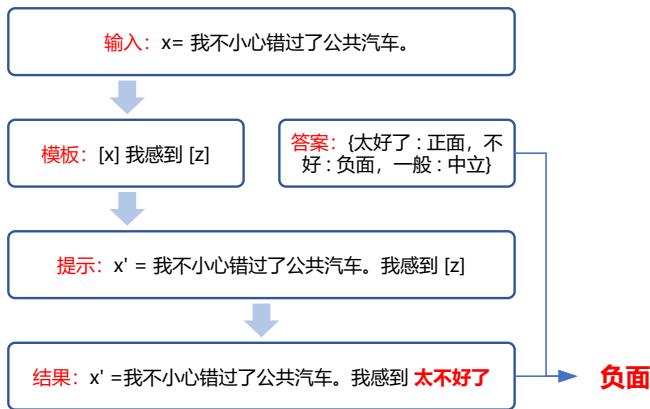 输入：x= 我不小心错过了公共汽车。
模板：[x] 我感到 [z]
答案：{太好了 : 正面，不
好 : 负面，一般 : 中立}
提示：x' = 我不小心错过了公共汽车。我感到 [z]
结果：x' =我不小心错过了公共汽车。我感到 太不好了
负面